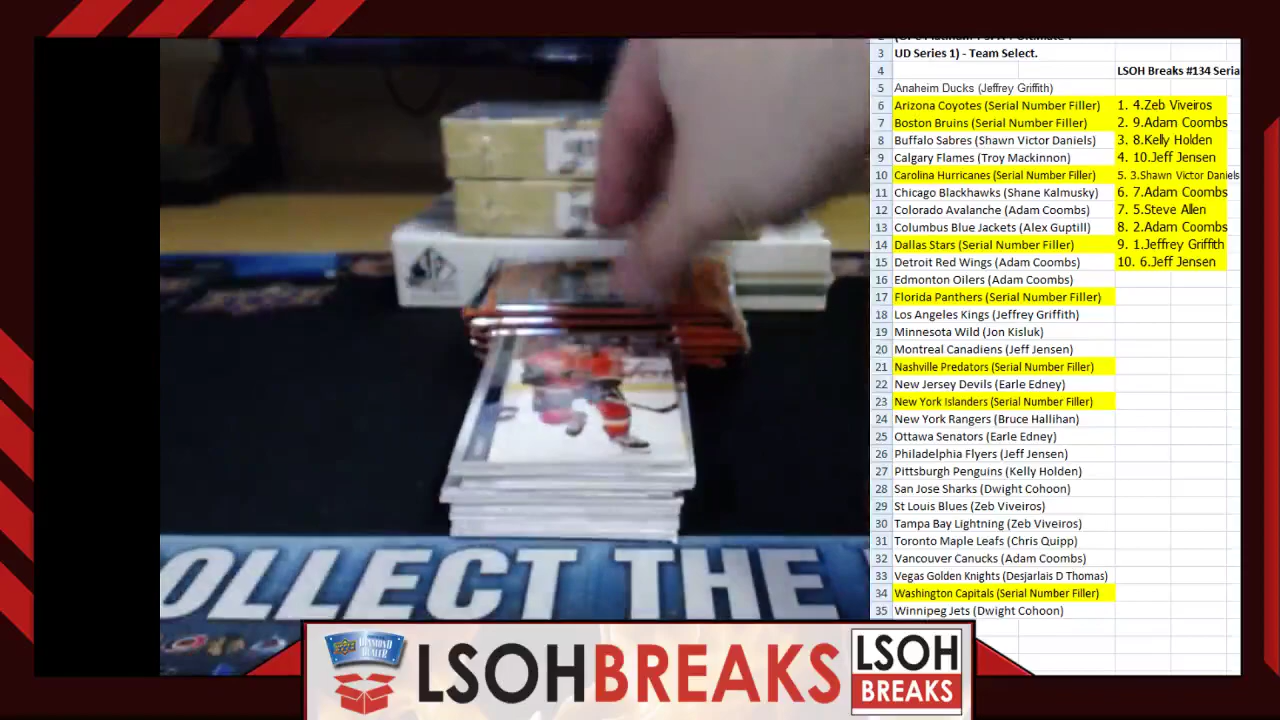 3 UD Series 1) - Team Select.
4 LSOH Breaks #134 Seria
5 Anaheim Ducks (Jeffrey Griffith)
6 Arizona Coyotes (Serial Number Filler) 1. 4.Zeb Viveiros
7 Boston Bruins (Serial Number Filler) 2. 9.Adam Coombs
8 Buffalo Sabres (Shawn Victor Daniels) 3. 8.Kelly Holden
9 Calgary Flames (Troy Mackinnon) 4. 10.Jeff Jensen
10 Carolina Hurricanes (Serial Number Filler) 5. 3.Shawn Victor Daniels
11 Chicago Blackhawks (Shane Kalmusky) 6. 7.Adam Coombs
12 Colorado Avalanche (Adam Coombs) 7. 5.Steve Allen
13 Columbus Blue Jackets (Alex Guptill) 8. 2.Adam Coombs
14 Dallas Stars (Serial Number Filler) 9. 1.Jeffrey Griffith
15 Detroit Red Wings (Adam Coombs) 10. 6.Jeff Jensen
16 Edmonton Oilers (Adam Coombs)
17 Florida Panthers (Serial Number Filler)
18 Los Angeles Kings (Jeffrey Griffith)
19 Minnesota Wild (Jon Kisluk)
20 Montreal Canadiens (Jeff Jensen)
21 Nashville Predators (Serial Number Filler)
22 New Jersey Devils (Earle Edney)
23 New York Islanders (Serial Number Filler)
24 New York Rangers (Bruce Hallihan)
25 Ottawa Senators (Earle Edney)
26 Philadelphia Flyers (Jeff Jensen)
27 Pittsburgh Penguins (Kelly Holden)
28 San Jose Sharks (Dwight Cohoon)
29 St Louis Blues (Zeb Viveiros)
30 Tampa Bay Lightning (Zeb Viveiros)
31 Toronto Maple Leafs (Chris Quipp)
32 Vancouver Canucks (Adam Coombs)
33 Vegas Golden Knights (Desjarlais D Thomas)
34 Washington Capitals (Serial Number Filler)
35 Winnipeg Jets (Dwight Cohoon)
SP
OLLECT THE
DIAMOND
DEALER
LSOHBREAKS
LSOH
BREAKS